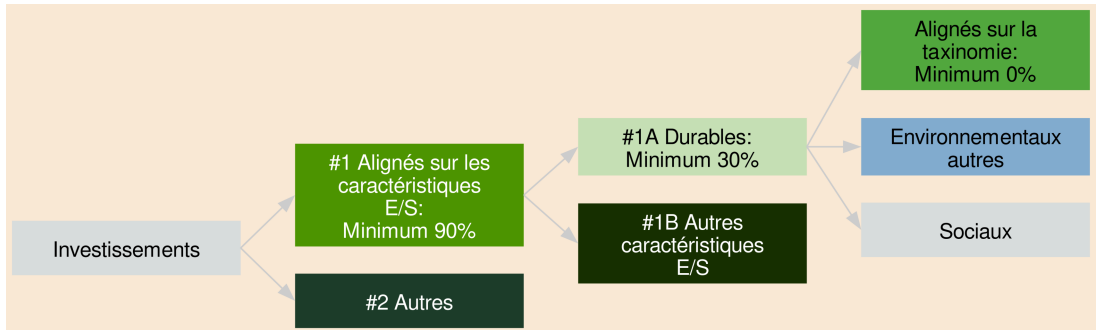 Investissements
#1 Alignés sur les
caractéristiques
E/S:
Minimum 90%
#2 Autres
#1A Durables:
Minimum 30%
#1B Autres
caractéristiques
E/S
Alignés sur la
taxinomie:
Minimum 0%
Environnementaux
autres
Sociaux